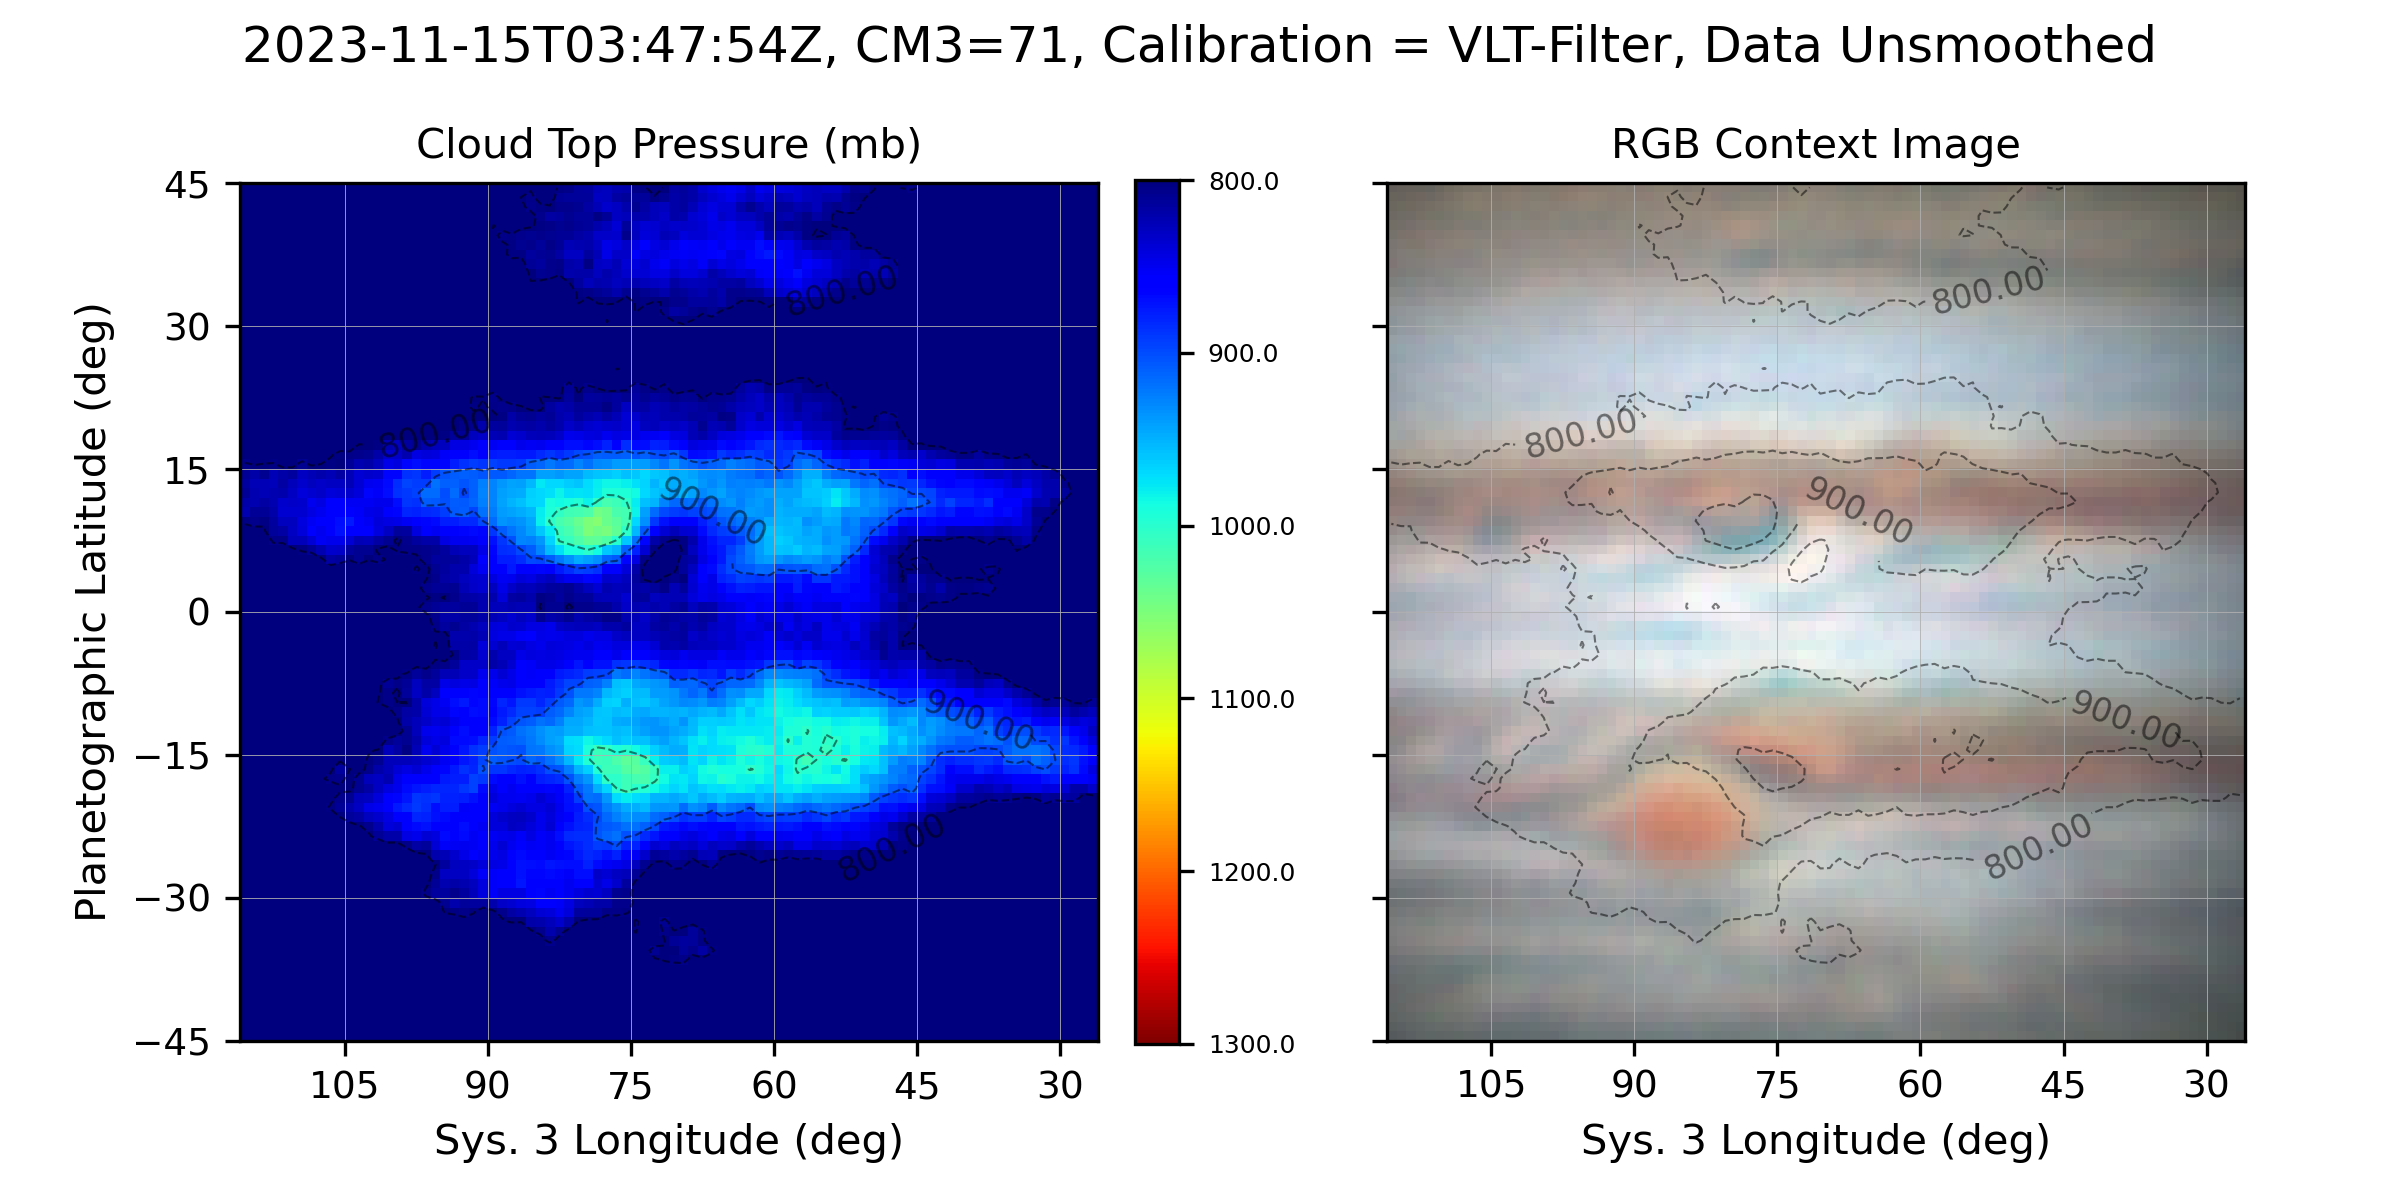 2023-11-15T03:47:54Z, CM3=71, Calibration = VLT-Filter, Data Unsmoothed
Cloud Top Pressure (mb)
RGB Context Image
Planetographic Latitude (deg)
45
30
15
0
−15
−30
−45
800.00
800.00
900.00
900.00
800.00
105 90 75 60 45 30
Sys. 3 Longitude (deg)
800.0
900.0
1000.0
1100.0
1200.0
1300.0
800.00
800.00
900.00
900.00
800.00
105 90 75 60 45 30
Sys. 3 Longitude (deg)